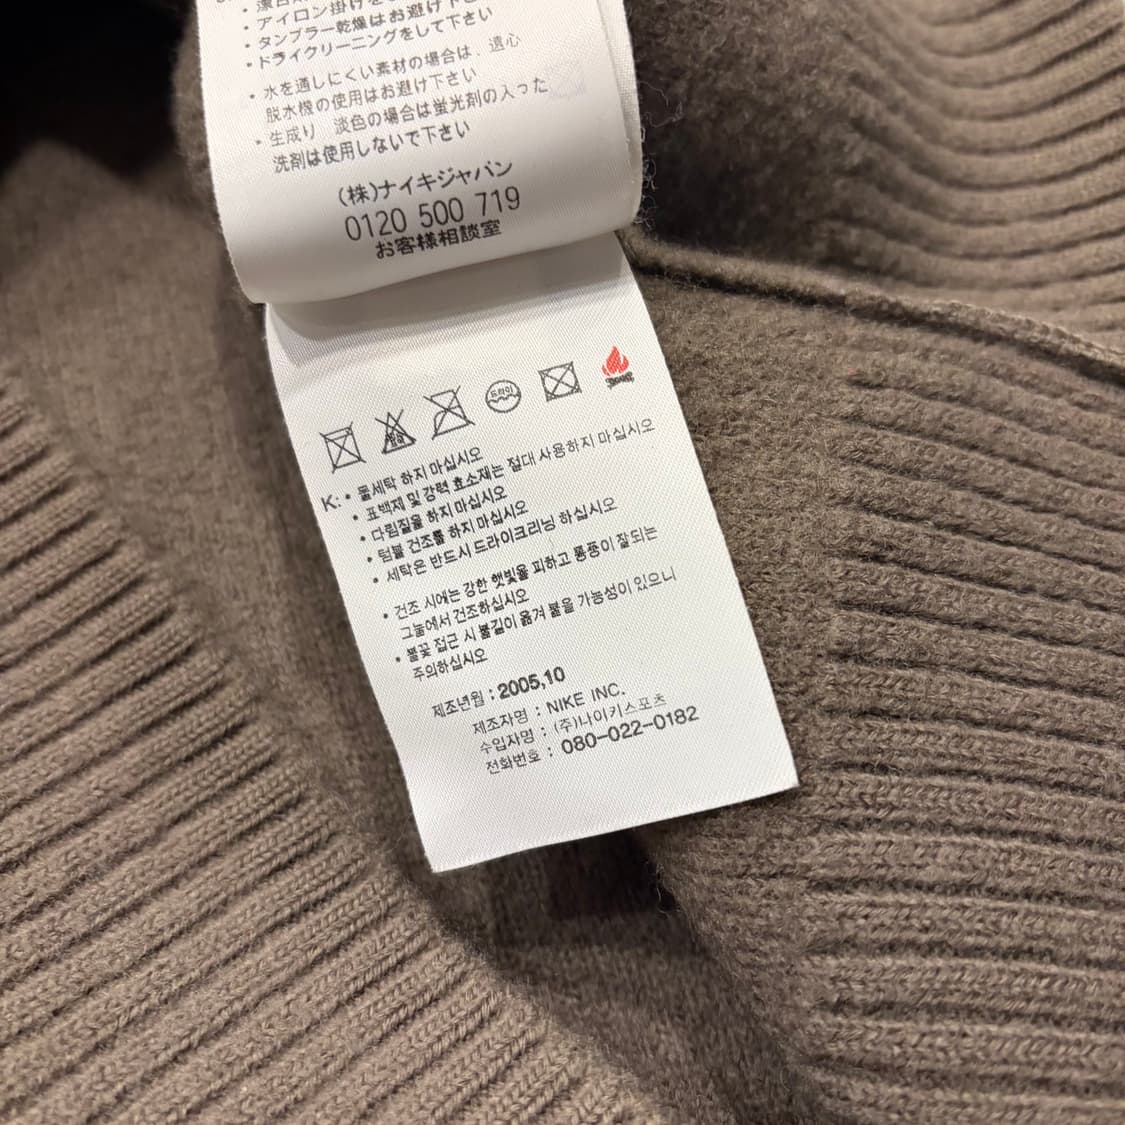 ・アイロン掛けをお避け下さい
・タンブラー乾燥はお避け下さい
・ドライクリーニングをして下さい
・水を通しにくい素材の場合は、遠心
脱水機の使用はお避け下さい
・生成り 淡色の場合は蛍光剤の入った
洗剤は使用しないで下さい
(株)ナイキジャパン
0120 500 719
お客様相談室
드라이
K: • 물세탁 하지 마십시오
• 표백제 및 강력 효소제는 절대 사용하지 마십시오
• 다림질을 하지 마십시오
• 텀블 건조를 하지 마십시오
• 세탁은 반드시 드라이크리닝 하십시오
• 건조 시에는 강한 햇빛을 피하고 통풍이 잘되는
그늘에서 건조하십시오
• 불꽃 접근 시 불길이 옮겨 붙을 가능성이 있으니
주의하십시오
제조년월 : 2005,10
제조자명 : NIKE INC.
수입자명 : (주)나이키스포츠
전화번호 : 080-022-0182